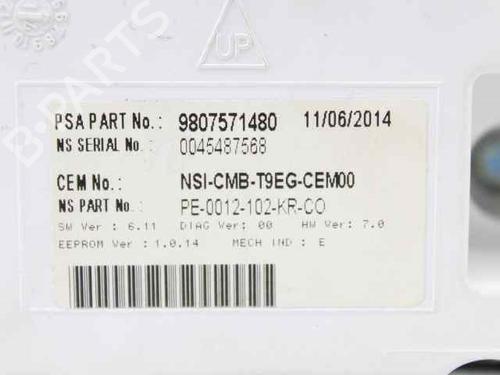 UP
PSA PART No.: 9807571480 11/06/2014
NS SERIAL No.: 0045487568
CEM No.: NSI-CMB-T9EG-CEM00
NS PART No.: PE-0012-102-KR-CO
SW Ver : 6.11 DIAG Ver: 00 HW Ver: 7.0
EEPROM Ver : 1.0.14 MECH IND : E
B-PARTS